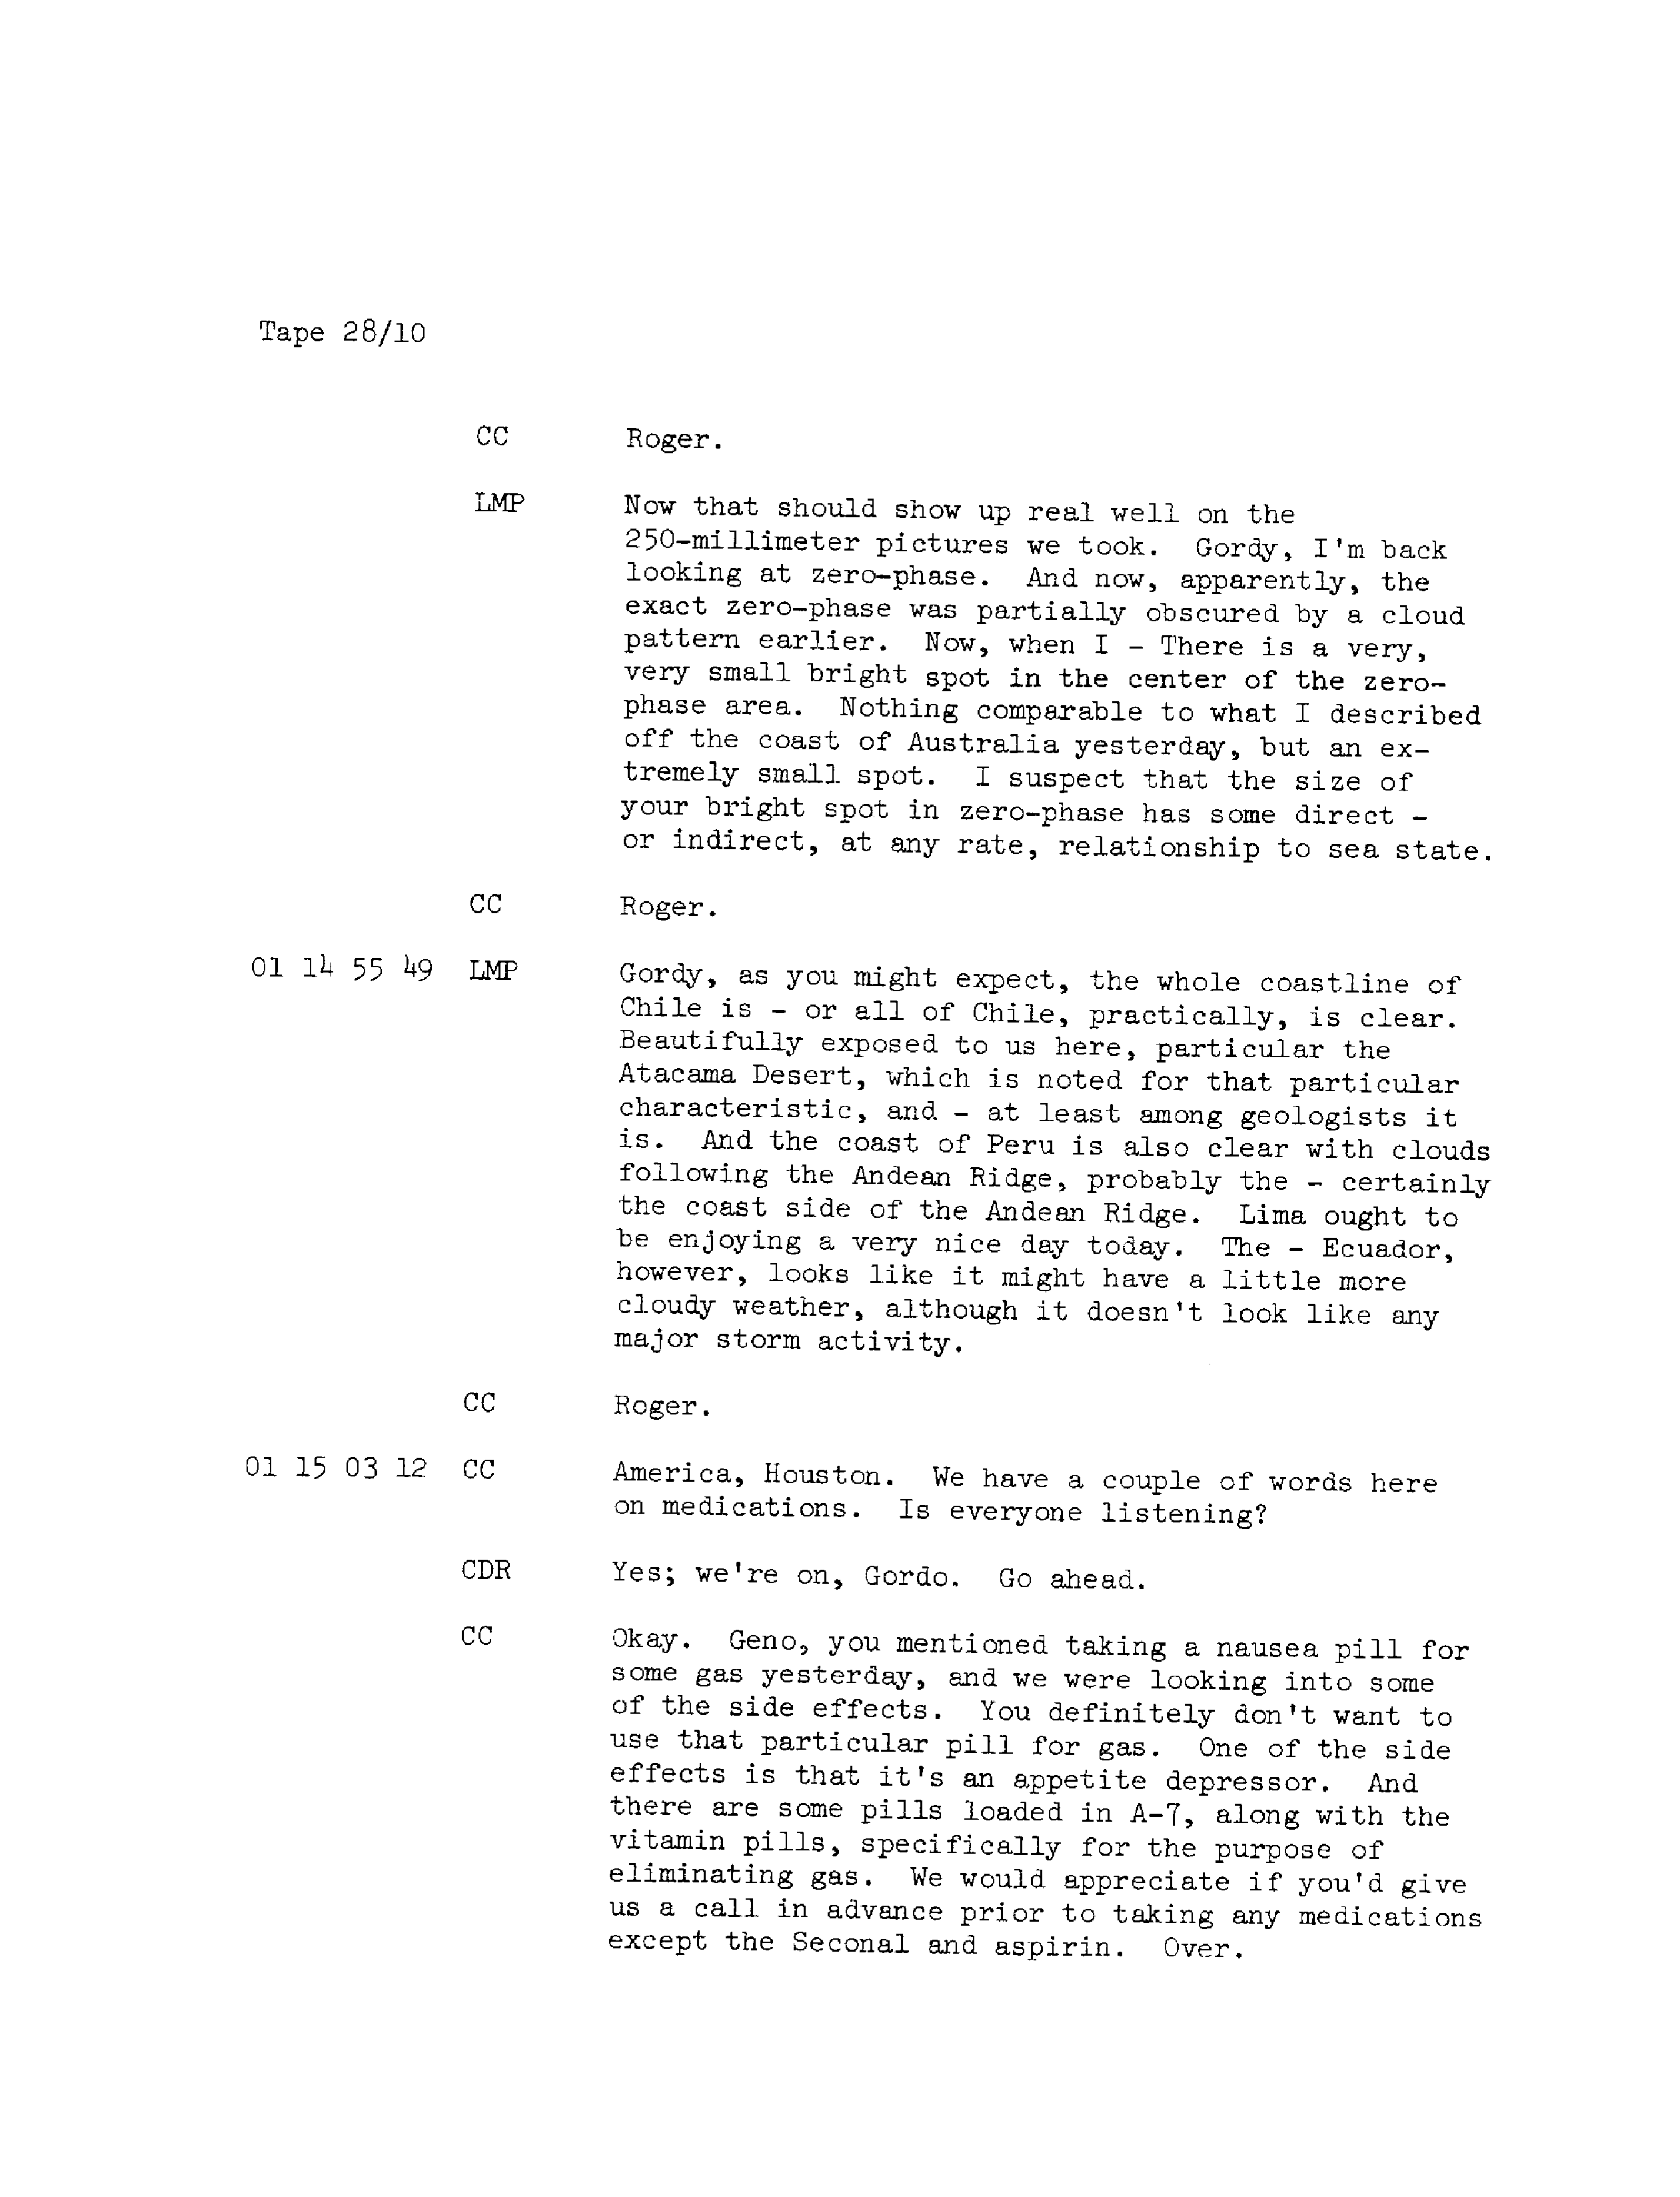 Tape 28/10
CC Roger.
LMP Now that should show up real well on the
250-millimeter pictures we took. Gordy, I'm back
looking at zero-phase. And now, apparently, the
exact zero-phase was partially obscured by a cloud
pattern earlier. Now, when I - There is a very,
very small bright spot in the center of the zero-
phase area. Nothing comparable to what I described
off the coast of Australia yesterday, but an ex-
tremely small spot. I suspect that the size of
your bright spot in zero-phase has some direct -
or indirect, at any rate, relationship to sea state.
CC Roger.
01 14 55 49 LMP Gordy, as you might expect, the whole coastline of
Chile is - or all of Chile, practically, is clear.
Beautifully exposed to us here, particular the
Atacama Desert, which is noted for that particular
characteristic, and - at least among geologists it
is. And the coast of Peru is also clear with clouds
following the Andean Ridge, probably the - certainly
the coast side of the Andean Ridge. Lima ought to
be enjoying a very nice day today. The - Ecuador,
however, looks like it might have a little more
cloudy weather, although it doesn't look like any
major storm activity.
CC Roger.
01 15 03 12 CC America, Houston. We have a couple of words here
on medications. Is everyone listening?
CDR Yes; we're on, Gordo. Go ahead.
CC Okay. Geno, you mentioned taking a nausea pill for
some gas yesterday, and we were looking into some
of the side effects. You definitely don't want to
use that particular pill for gas. One of the side
effects is that it's an appetite depressor. And
there are some pills loaded in A-7, along with the
vitamin pills, specifically for the purpose of
eliminating gas. We would appreciate if you'd give
us a call in advance prior to taking any medications
except the Seconal and aspirin. Over.